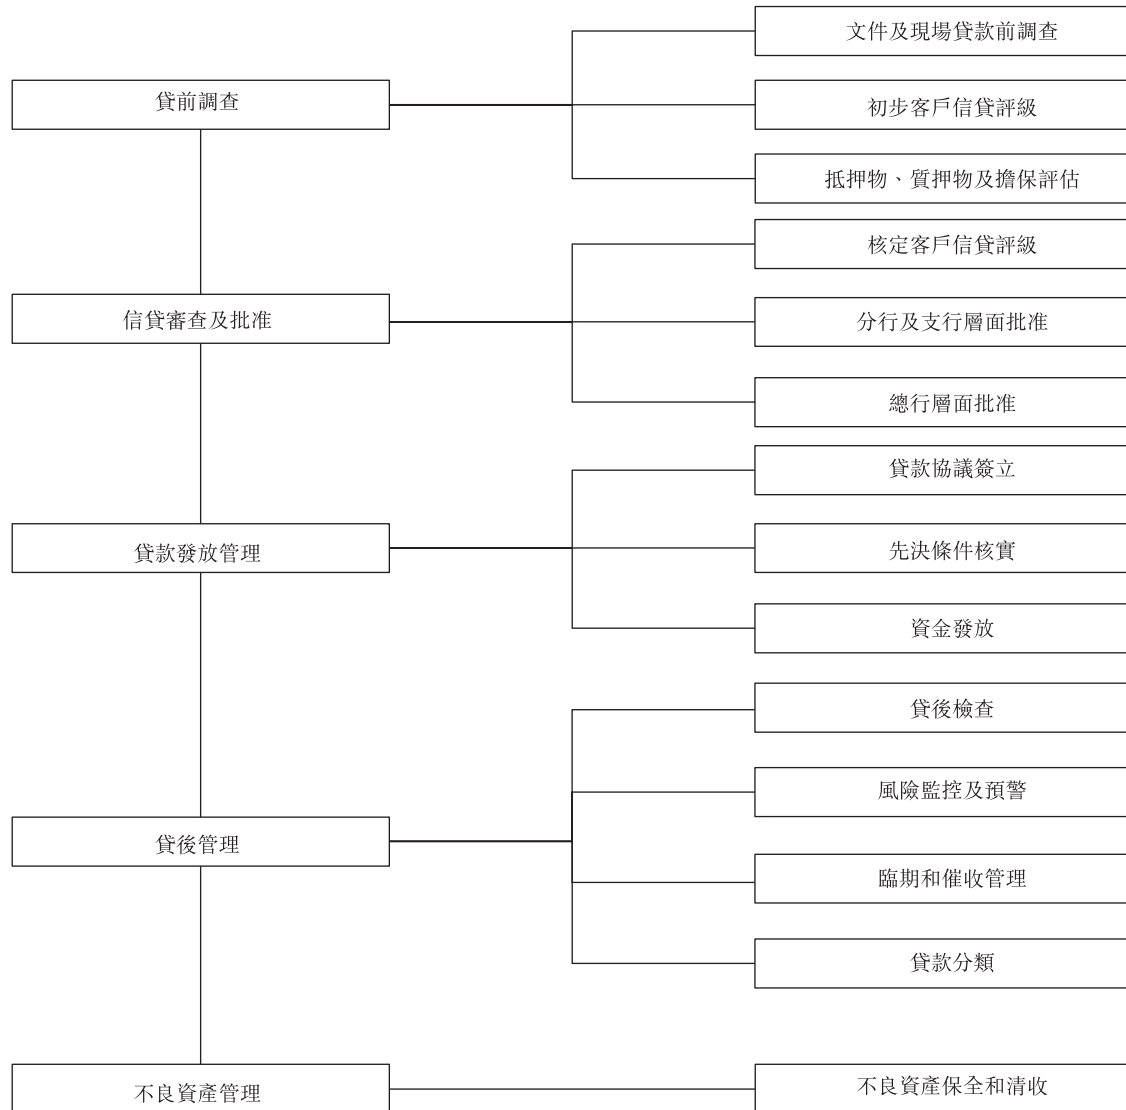 貸前調查
文件及現場貸款前調查
初步客戶信貸評級
抵押物、質押物及擔保評估
信貸審查及批准
核定客戶信貸評級
分行及支行層面批准
總行層面批准
貸款發放管理
貸款協議簽立
先決條件核實
資金發放
貸後管理
貸後檢查
風險監控及預警
臨期和催收管理
貸款分類
不良資產管理
不良資產保全和清收